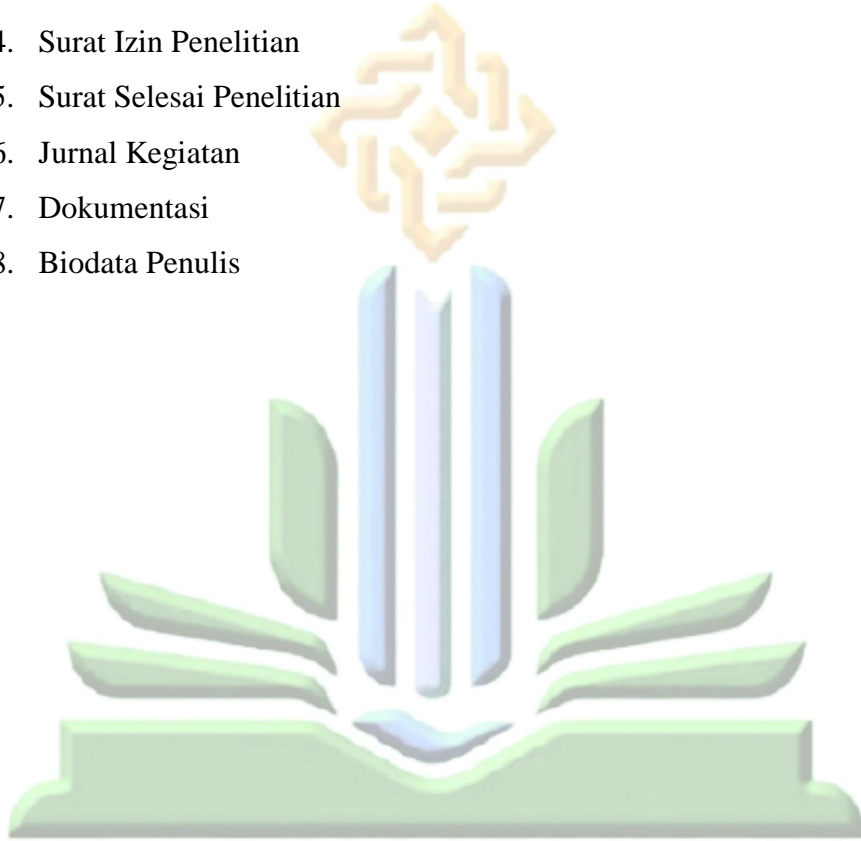 4. Surat Izin Penelitian
5. Surat Selesai Penelitian
6. Jurnal Kegiatan
7. Dokumentasi
8. Biodata Penulis